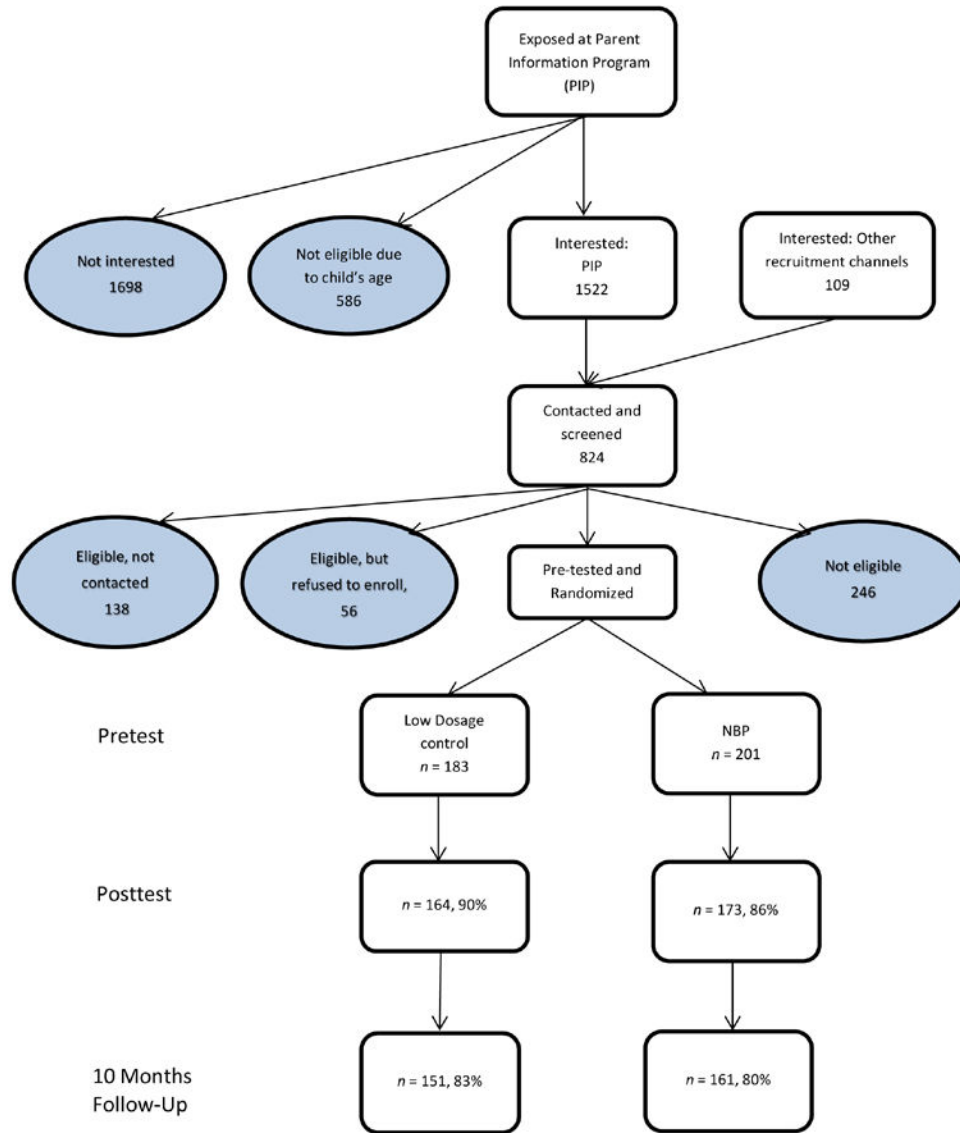 Exposed at Parent
Information Program
(PIP)
Not interested
1698
Not eligible due
to child's age
586
Interested:
PIP
1522
Interested: Other
recruitment channels
109
Contacted and
screened
824
Eligible, not
contacted
138
Eligible, but
refused to enroll,
56
Pre-tested and
Randomized
Not eligible
246
Pretest
Low Dosage
control
n = 183
NBP
n = 201
Posttest
n = 164, 90%
n = 173, 86%
10 Months
Follow-Up
n = 151, 83%
n = 161, 80%